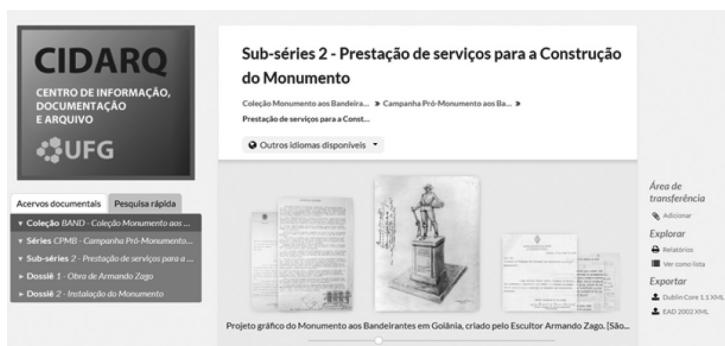 CIDARQ
CENTRO DE INFORMAÇÃO,
DOCUMENTAÇÃO
E ARQUIVO
UFG
Acervos documentais Pesquisa rápida
▾ Coleção BAND - Coleção Monumento aos ...
▾ Séries CPMB - Campanha Pró-Monumento...
▾ Sub-séries 2 - Prestação de serviços para a ...
▸ Dossiê 1 - Obra de Armando Zago
▸ Dossiê 2 - Instalação do Monumento
Sub-séries 2 - Prestação de serviços para a Construção
do Monumento
Coleção Monumento aos Bandeira... » Campanha Pró-Monumento aos Ba... »
Prestação de serviços para a Const...
Outros idiomas disponíveis
Projeto gráfico do Monumento aos Bandeirantes em Goiânia, criado pelo Escultor Armando Zago. [São...
Área de
transferência
Adicionar
Explorar
Relatórios
Ver como lista
Exportar
Dublin Core 1.1 XML
EAD 2002 XML